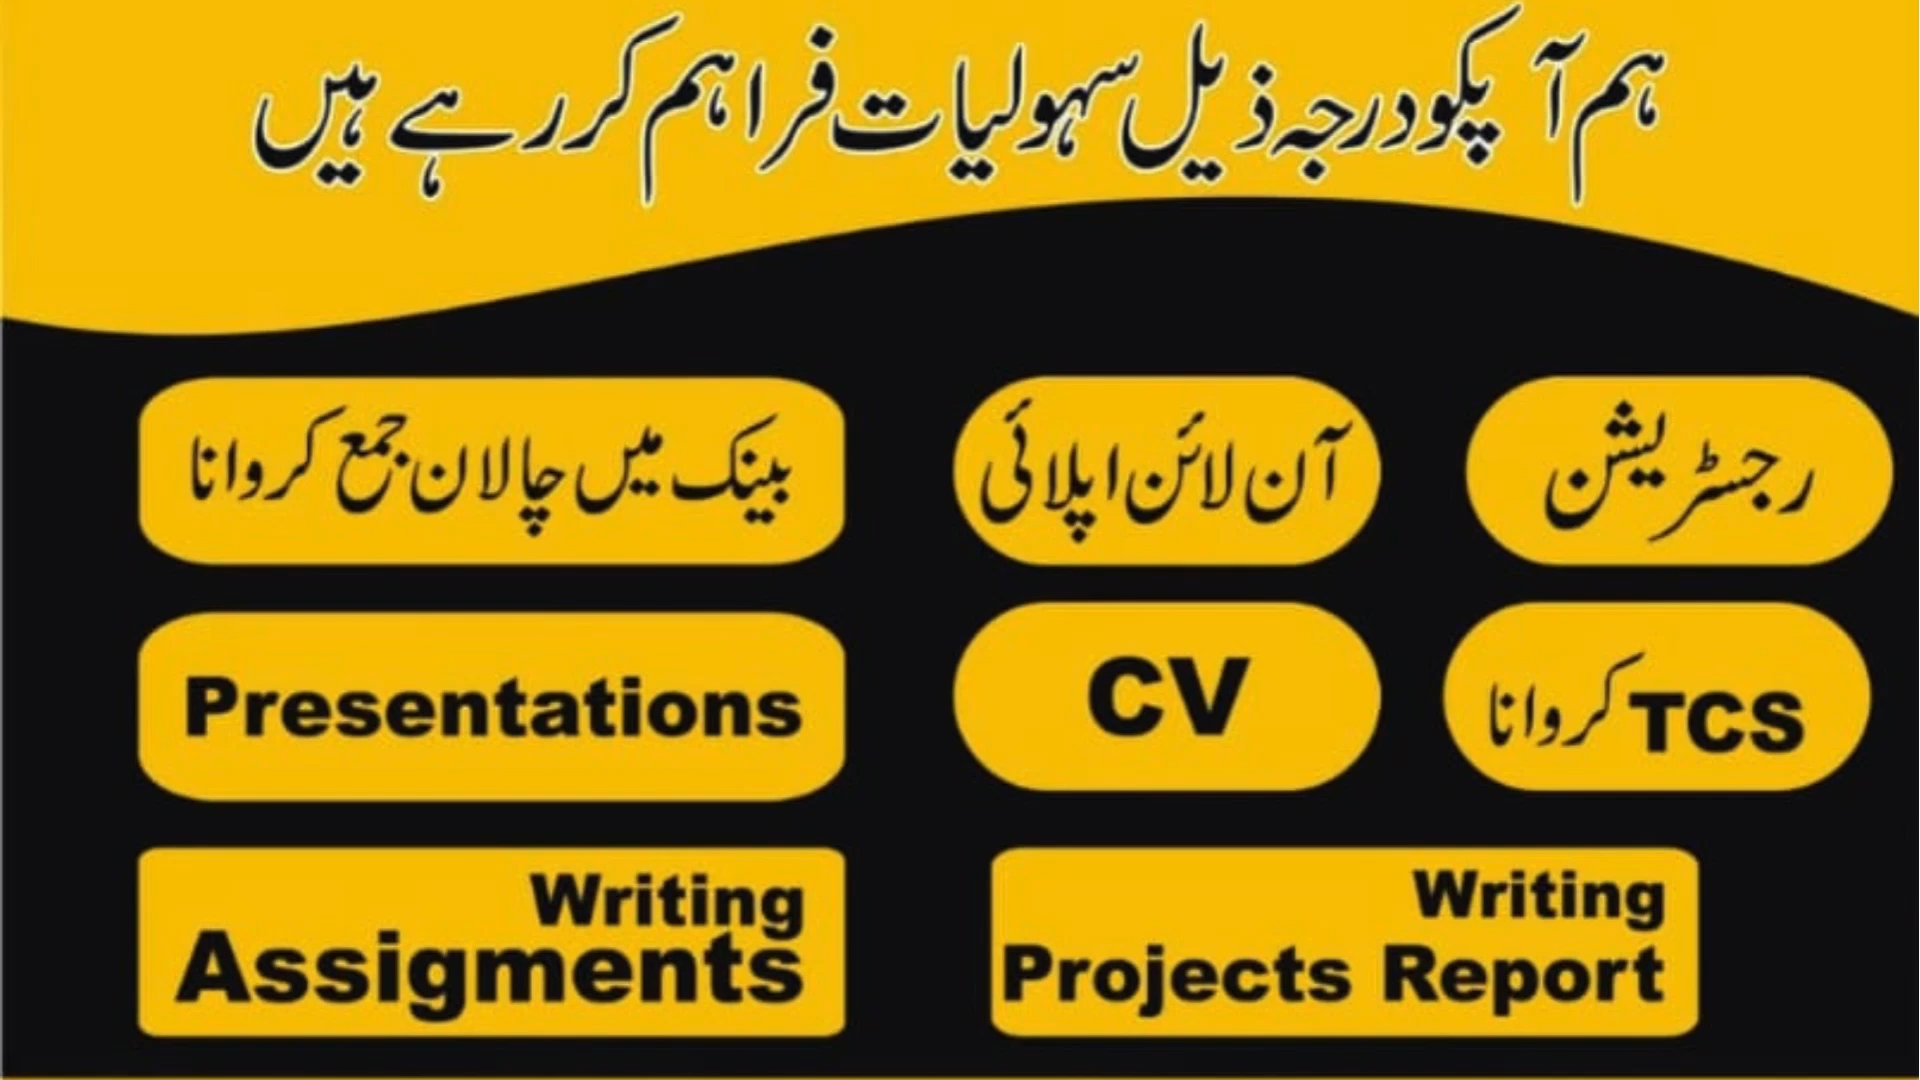 ہم آپکو درجہ ذیل سہولیات فراہم کر رہے ہیں
رجسٹریشن
آن لائن اپلائی
بینک میں چالان جمع کروانا
TCS کروانا
CV
Presentations
Writing
Projects Report
Writing
Assigments